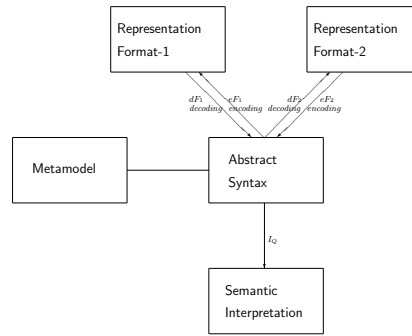 Representation
Format-1
Representation
Format-2
dF₁ eF₁ dF₂ eF₂
decoding encoding decoding encoding
Metamodel
Abstract
Syntax
I_Q
Semantic
Interpretation